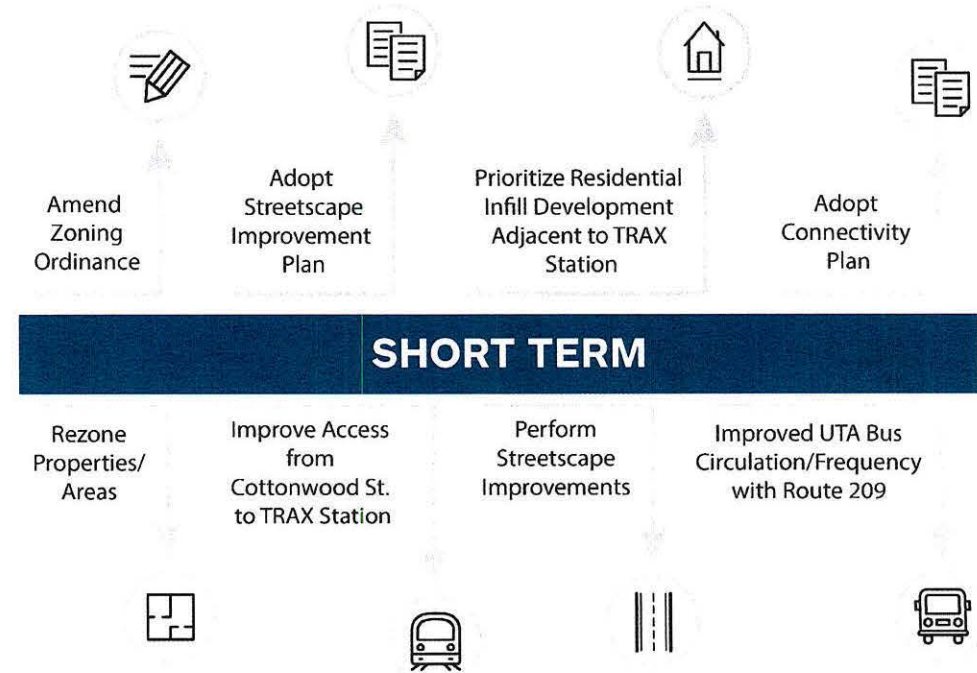 Amend
Zoning
Ordinance
Adopt
Streetscape
Improvement
Plan
Prioritize Residential
Infill Development
Adjacent to TRAX
Station
Adopt
Connectivity
Plan
SHORT TERM
Rezone
Properties/
Areas
Improve Access
from
Cottonwood St.
to TRAX Station
Perform
Streetscape
Improvements
Improved UTA Bus
Circulation/Frequency
with Route 209